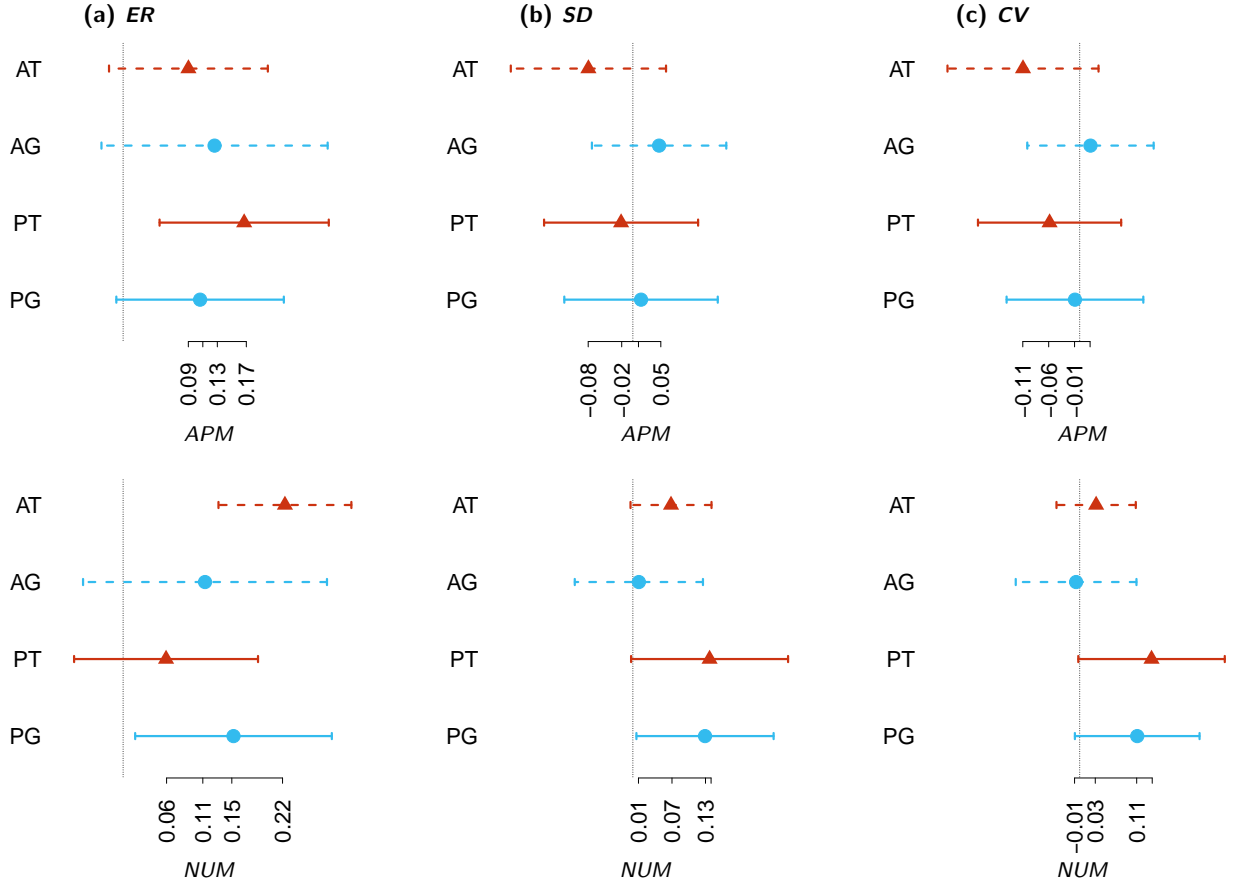 (a) ER
(b) SD
(c) CV
AT
AG
PT
PG
0.09
0.13
0.17
APM
AT
AG
PT
PG
−0.08
−0.02
0.05
APM
AT
AG
PT
PG
−0.11
−0.06
−0.01
APM
AT
AG
PT
PG
0.06
0.11
0.15
0.22
NUM
AT
AG
PT
PG
0.01
0.07
0.13
NUM
AT
AG
PT
PG
−0.01
0.03
0.11
NUM